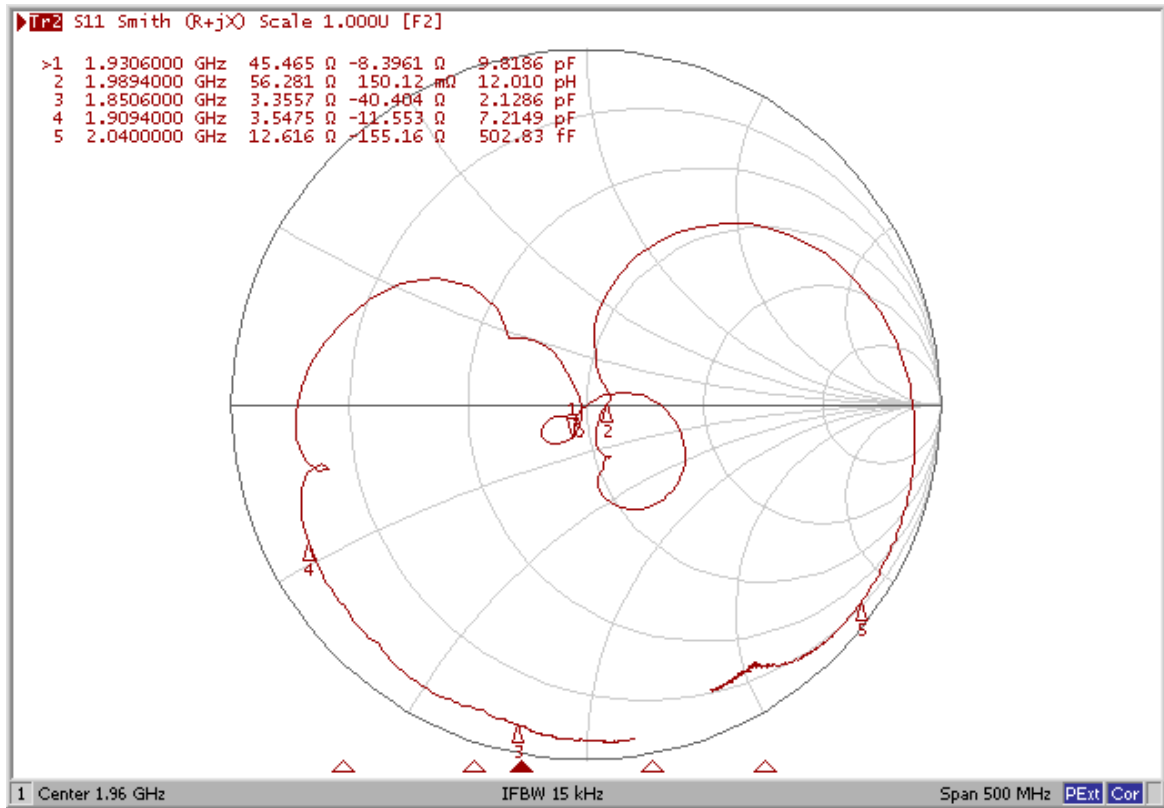 Tr2 S11 Smith (R+jX) Scale 1.000U [F2]
>1 1.9306000 GHz 45.465 Ω -8.3961 Ω 9.8186 pF
2 1.9894000 GHz 56.281 Ω 150.12 mΩ 12.010 pH
3 1.8506000 GHz 3.3557 Ω -40.404 Ω 2.1286 pF
4 1.9094000 GHz 3.5475 Ω -11.553 Ω 7.2149 pF
5 2.0400000 GHz 12.616 Ω -155.16 Ω 502.83 fF
1
2
4
5
3
1 Center 1.96 GHz IFBW 15 kHz Span 500 MHz PExt Cor